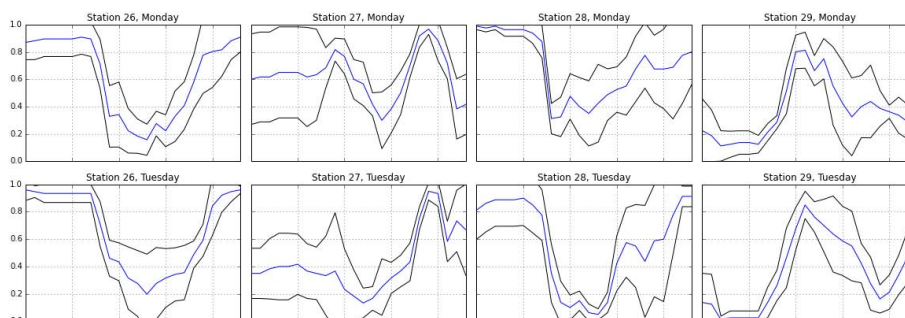 Station 26, Monday
Station 27, Monday
Station 28, Monday
Station 29, Monday
1.0
0.8
0.6
0.4
0.2
0.0
Station 26, Tuesday
Station 27, Tuesday
Station 28, Tuesday
Station 29, Tuesday
1.0
0.8
0.6
0.4
0.2